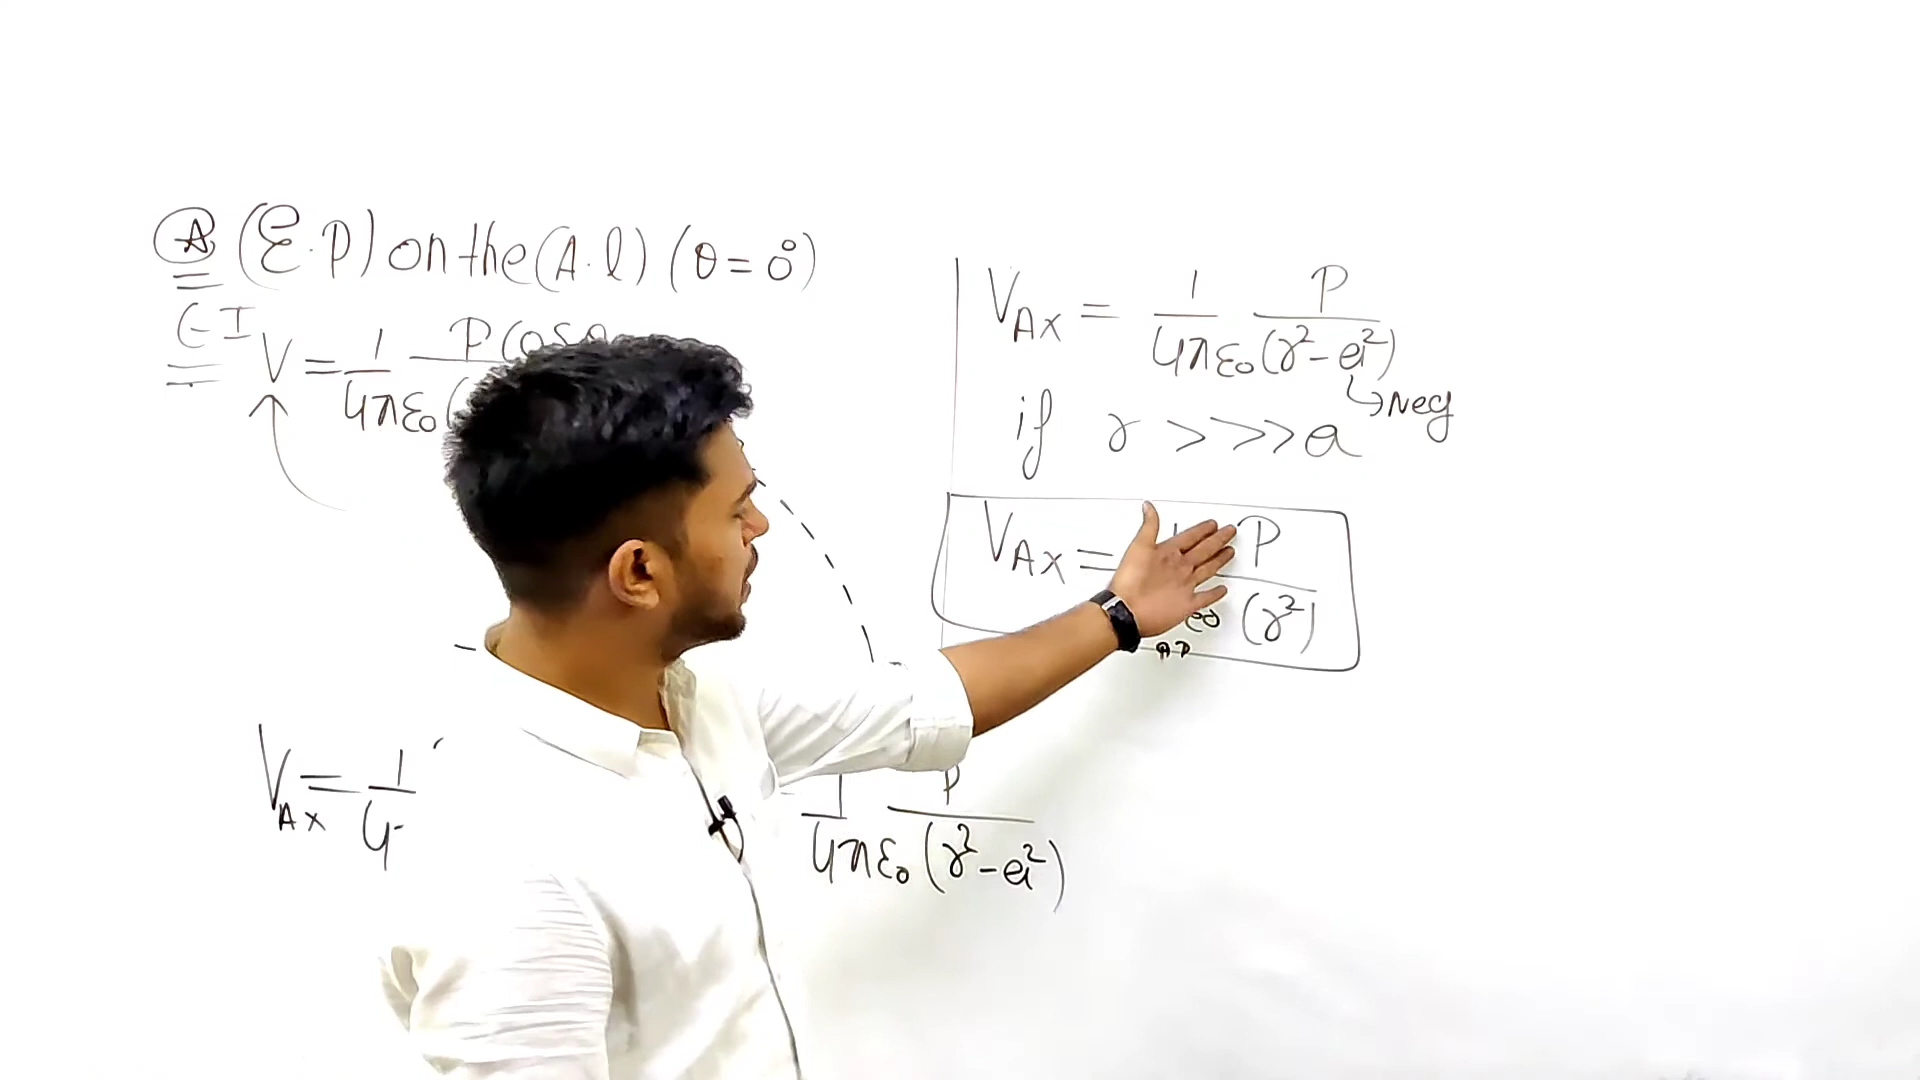 Ⓐ (E.P) on the (A.l) (θ = 0°)
C-I V = 1/4πε₀ P Cosθ (
V_AX = 1/4
= 1/4πε₀ P/(r² - a²)
V_AX = 1/4πε₀ P/(r² - a²)
↳ Neg
if r >>> a
V_AX = P/(r²)